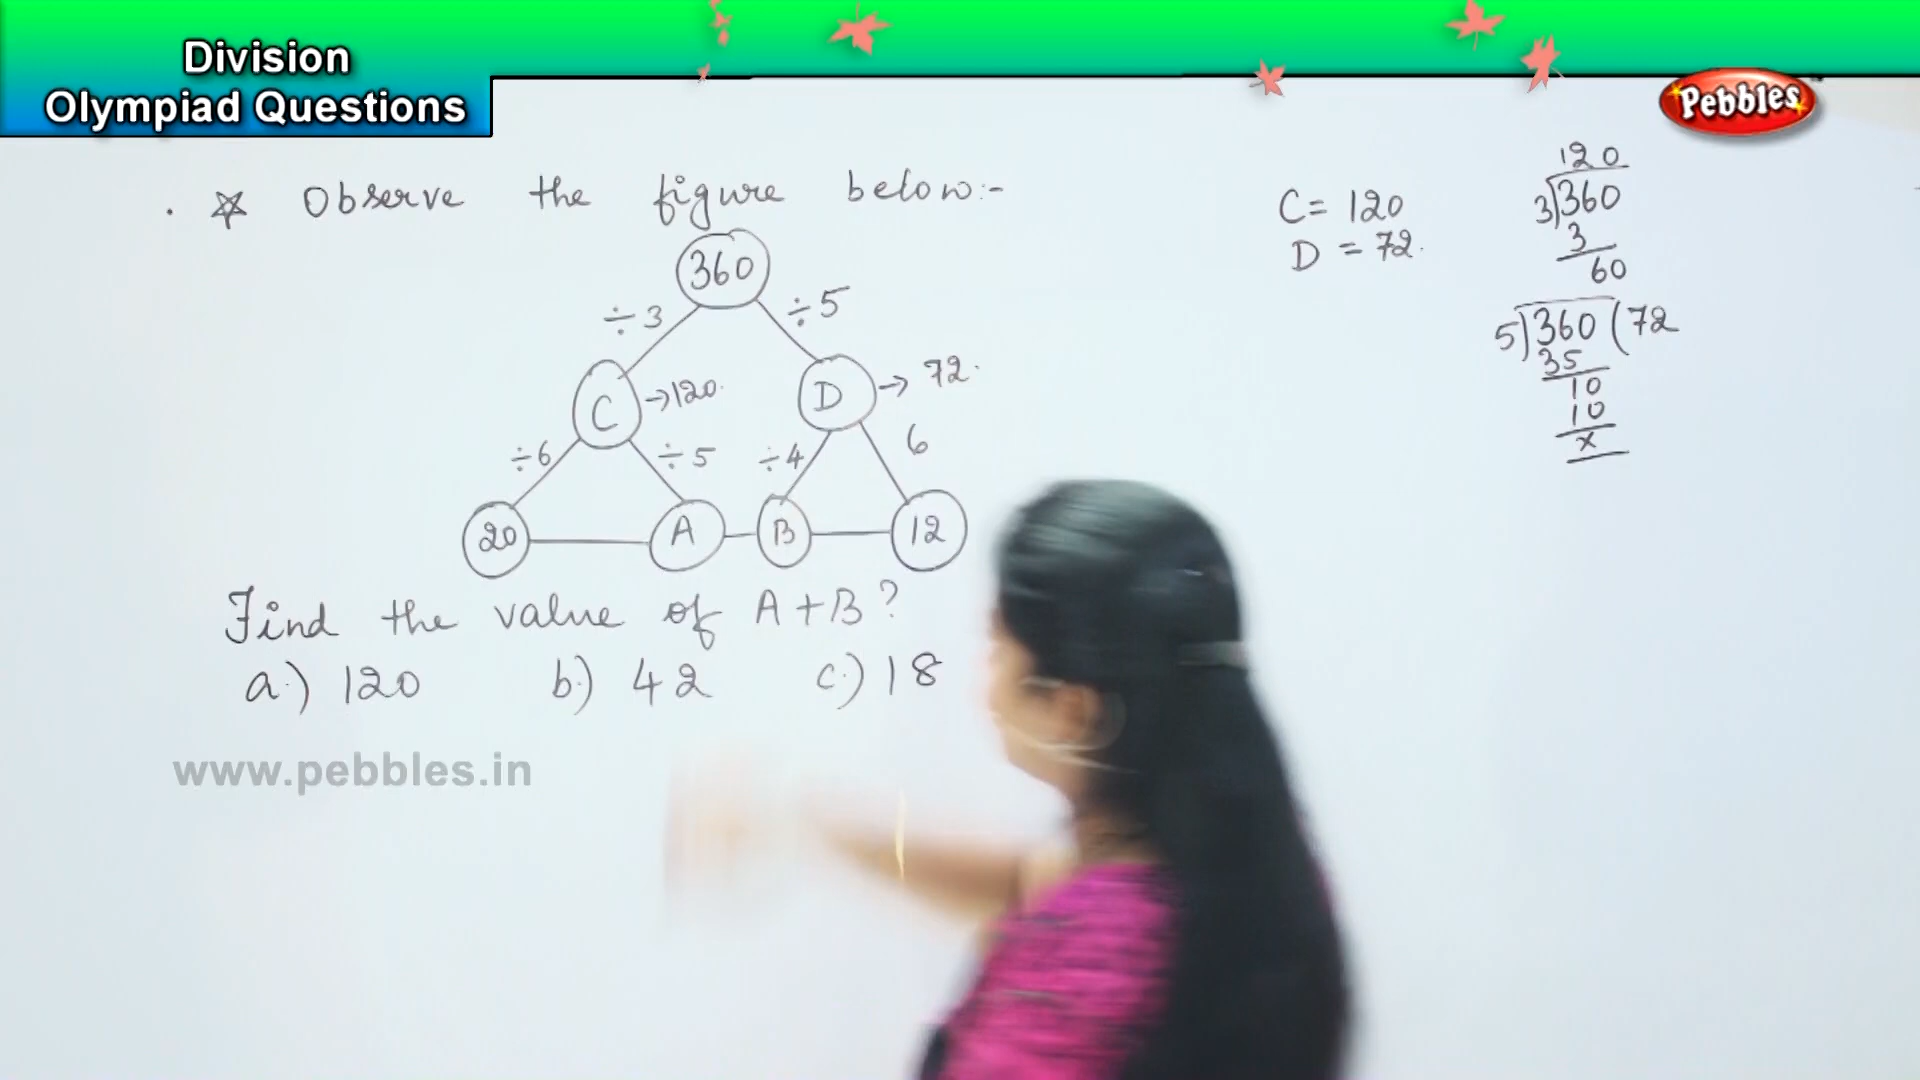 Division
Olympiad Questions
Pebbles
☆ Observe the figure below:-
360
÷3
÷5
C
→120.
D
→ 72.
÷6
÷5
÷4
6
20
A
B
12
Find the value of A+B?
a.) 120 b.) 42 c.) 18
www.pebbles.in
C = 120
D = 72.
120
3)360
3
60
5)360(72
35
10
10
x